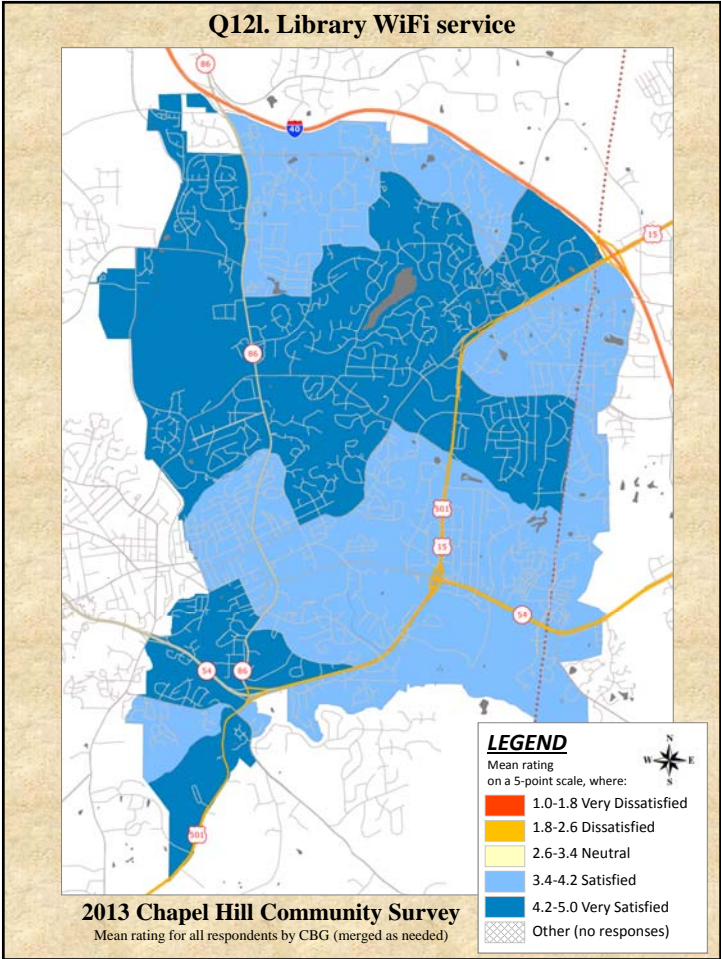 Q12l. Library WiFi service
86
40
15
86
501
15
54
54
86
501
LEGEND
Mean rating
on a 5-point scale, where:
N
W E
S
1.0-1.8 Very Dissatisfied
1.8-2.6 Dissatisfied
2.6-3.4 Neutral
3.4-4.2 Satisfied
4.2-5.0 Very Satisfied
Other (no responses)
2013 Chapel Hill Community Survey
Mean rating for all respondents by CBG (merged as needed)